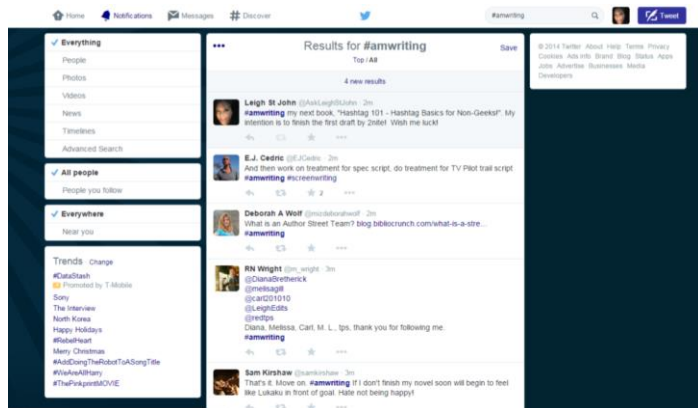 Home Notifications Messages Discover #amwriting Tweet
Everything
People
Photos
Videos
News
Timelines
Advanced Search
All people
People you follow
Everywhere
Near you
Trends Change
#DataStash
Promoted by T-Mobile
Sony
The Interview
North Korea
Happy Holidays
#RebelHeart
Merry Christmas
#AddDoingTheRobotToASongTitle
#WeAreAllHarry
#ThePinkprintMOVIE
Results for #amwriting Save
Top / All
4 new results
Leigh St John @AskLeighStJohn · 2m
#amwriting my next book, "Hashtag 101 - Hashtag Basics for Non-Geeks!". My
intention is to finish the first draft by 2nite! Wish me luck!
E.J. Cedric @EJCedric · 2m
And then work on treatment for spec script, do treatment for TV Pilot trail script
#amwriting #screenwriting
2
Deborah A Wolf @mizdeborahwolf · 2m
What is an Author Street Team? blog.bibliocrunch.com/what-is-a-stre...
#amwriting
RN Wright @rn_wright · 3m
@DianaBretherick
@melisagill
@carl201010
@LeighEdits
@redtps
Diana, Melissa, Carl, M. L., tps, thank you for following me.
#amwriting
Sam Kirshaw @samkirshaw · 3m
That's it. Move on. #amwriting If I don't finish my novel soon will begin to feel
like Lukaku in front of goal. Hate not being happy!
© 2014 Twitter About Help Terms Privacy
Cookies Ads info Brand Blog Status Apps
Jobs Advertise Businesses Media
Developers